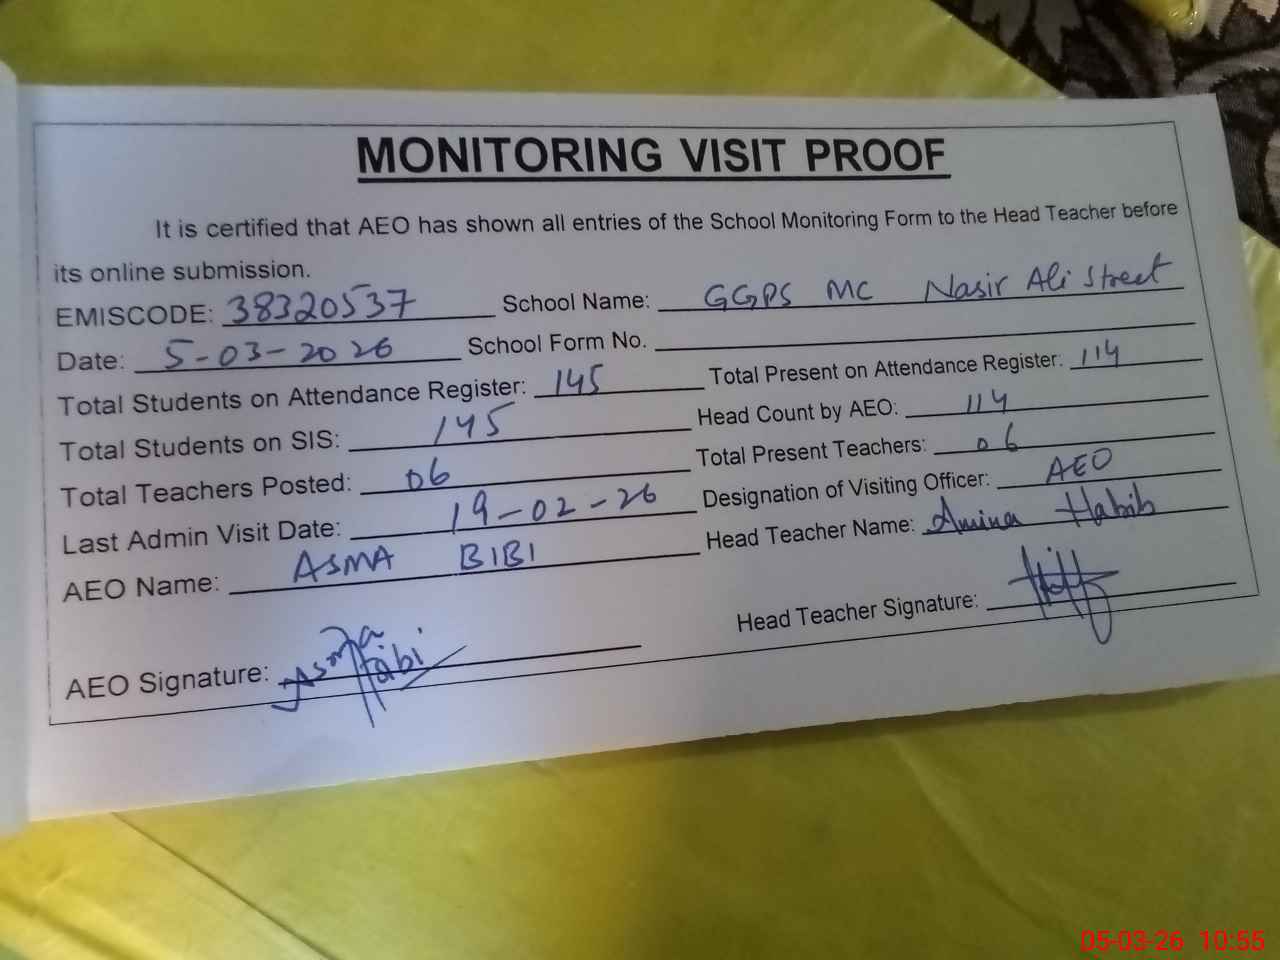 MONITORING VISIT PROOF
It is certified that AEO has shown all entries of the School Monitoring Form to the Head Teacher before
its online submission.
EMISCODE: 38320537 School Name: GGPS MC Nasir Ali Street
Date: 5-03-2026 School Form No.
Total Students on Attendance Register: 145 Total Present on Attendance Register: 114
Total Students on SIS: 145 Head Count by AEO: 114
Total Teachers Posted: 06 Total Present Teachers: 06
Last Admin Visit Date: 19-02-26 Designation of Visiting Officer: AEO
AEO Name: ASMA BIBI Head Teacher Name: Amina Habib
AEO Signature: Asma Bibi Head Teacher Signature:
05-03-26 10:55